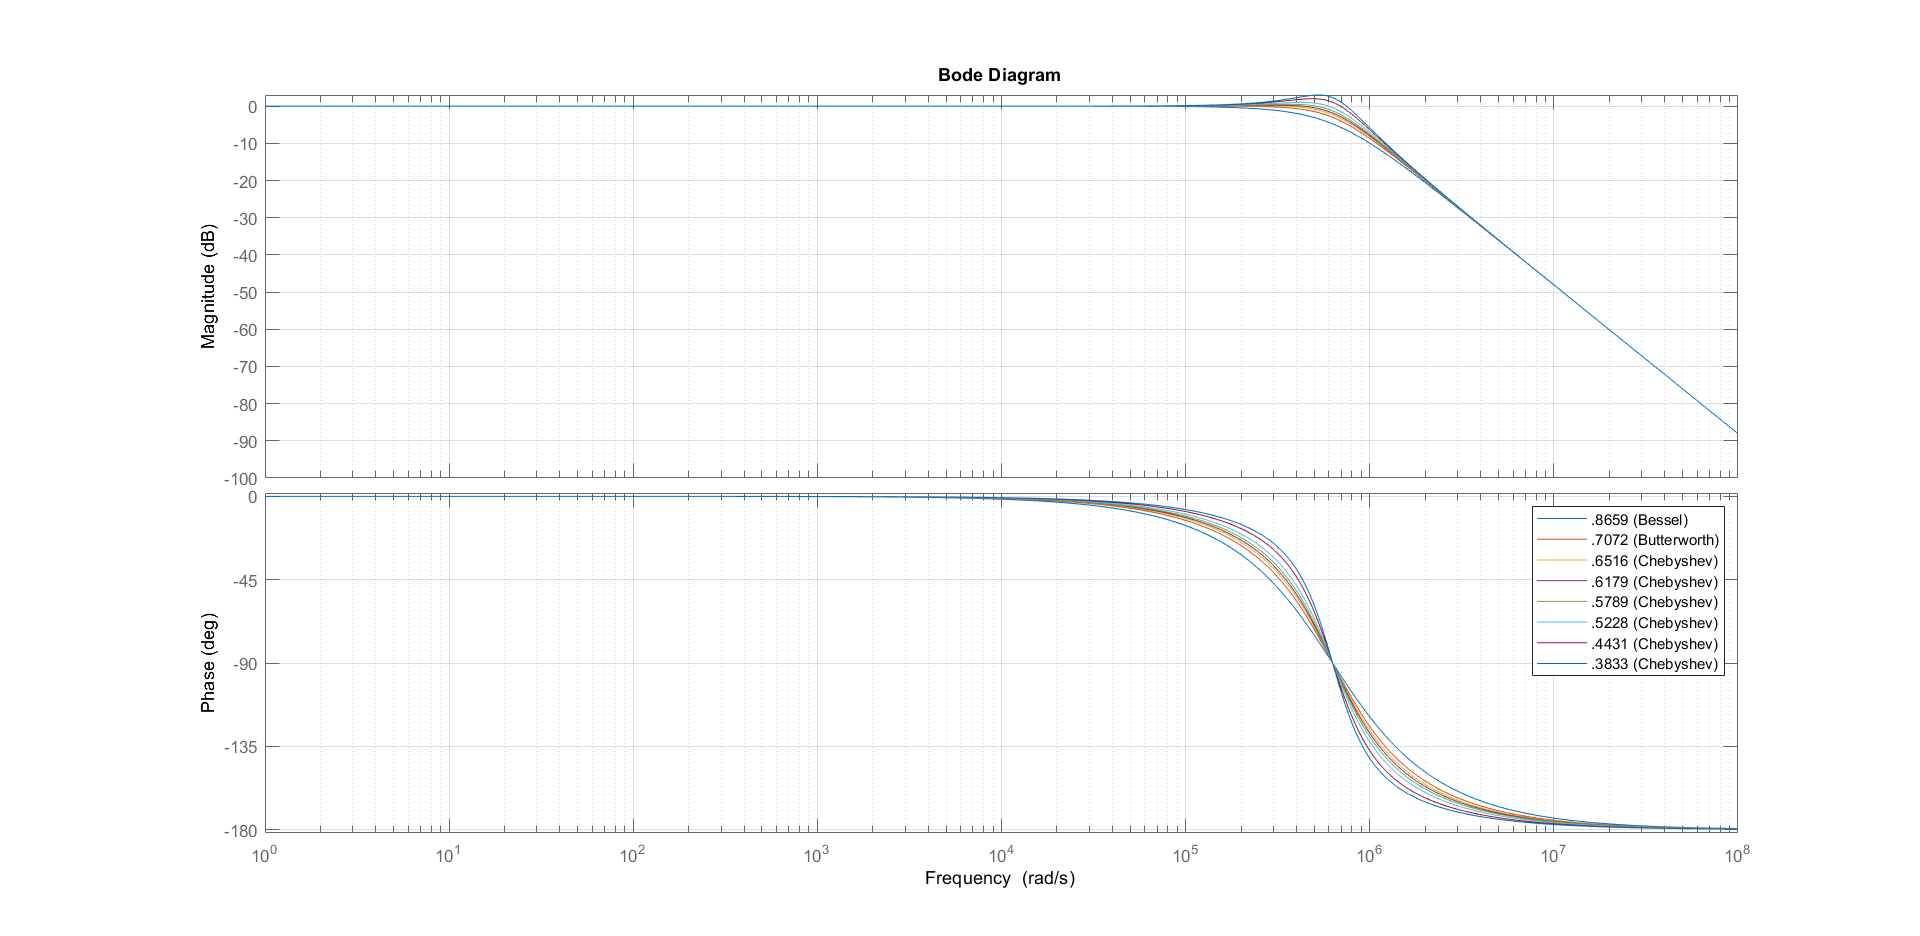 Bode Diagram
Magnitude (dB)
0
-10
-20
-30
-40
-50
-60
-70
-80
-90
-100
Phase (deg)
0
-45
-90
-135
-180
.8659 (Bessel)
.7072 (Butterworth)
.6516 (Chebyshev)
.6179 (Chebyshev)
.5789 (Chebyshev)
.5228 (Chebyshev)
.4431 (Chebyshev)
.3833 (Chebyshev)
10^0 10^1 10^2 10^3 10^4 10^5 10^6 10^7 10^8
Frequency (rad/s)